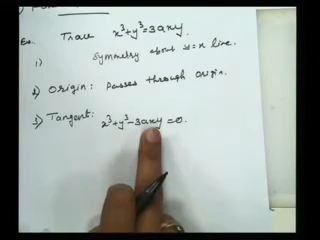 Ex. Trace x³+y³=3axy.
1) Symmetry about y=x line.
2) Origin: Passes through origin.
3) Tangent: x³+y³-3axy=0.